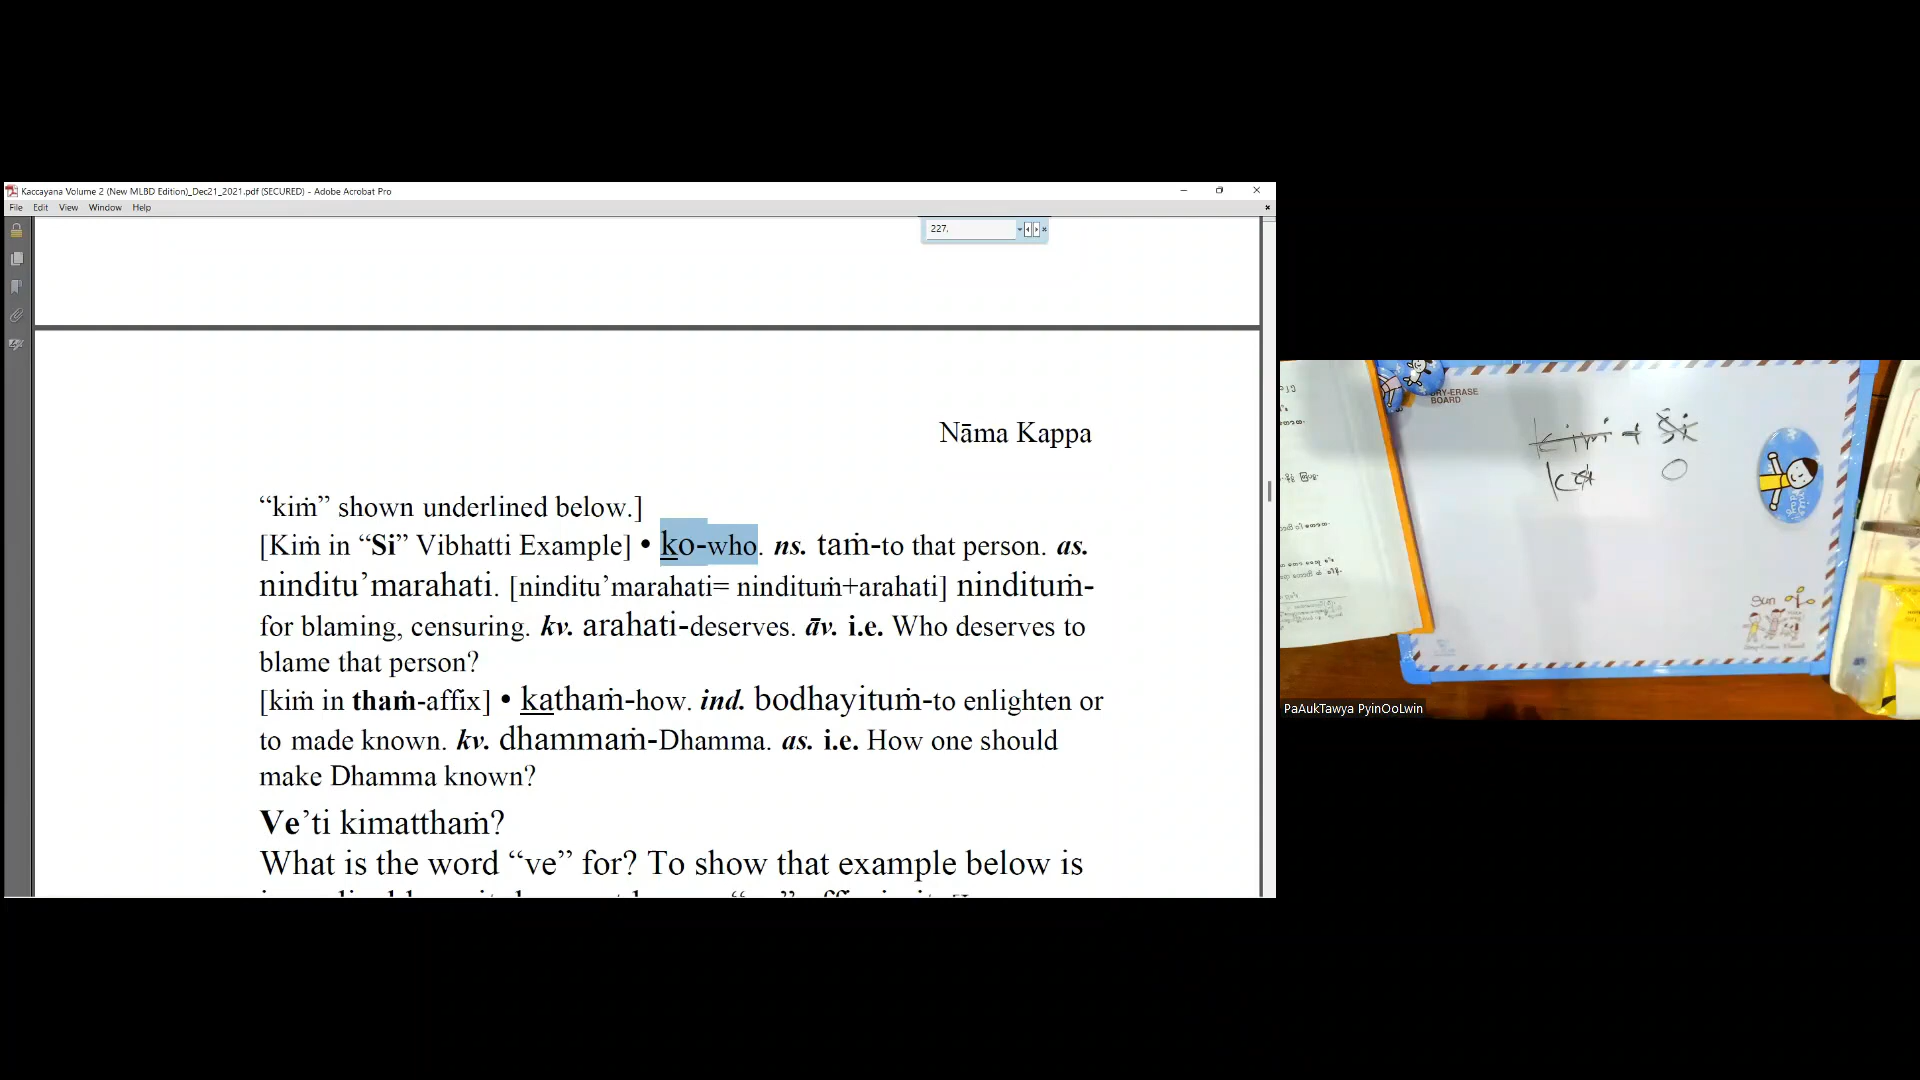 Kaccayana Volume 2 (New MLBD Edition)_Dec21_2021.pdf (SECURED) - Adobe Acrobat Pro
File Edit View Window Help
227,
Nāma Kappa
“kiṁ” shown underlined below.]
[Kiṁ in “Si” Vibhatti Example] • ko-who. ns. taṁ-to that person. as.
ninditu’marahati. [ninditu’marahati= nindituṁ+arahati] nindituṁ-
for blaming, censuring. kv. arahati-deserves. āv. i.e. Who deserves to
blame that person?
[kiṁ in thaṁ-affix] • kathaṁ-how. ind. bodhayituṁ-to enlighten or
to made known. kv. dhammaṁ-Dhamma. as. i.e. How one should
make Dhamma known?
Ve’ti kimatthaṁ?
What is the word “ve” for? To show that example below is
DRY-ERASE
BOARD
+ Si
ka o
Sun
PaAukTawya PyinOoLwin